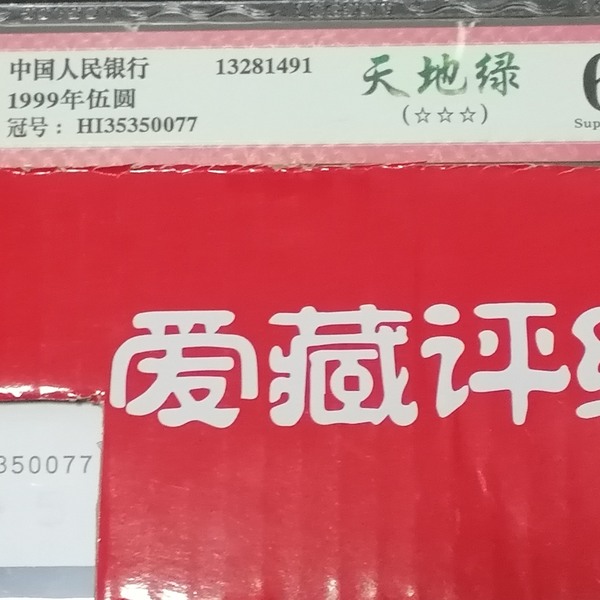 中国人民银行 13281491 天地绿
1999年伍圆 (☆☆☆)
冠号： HI35350077 Sup
爱藏评
350077